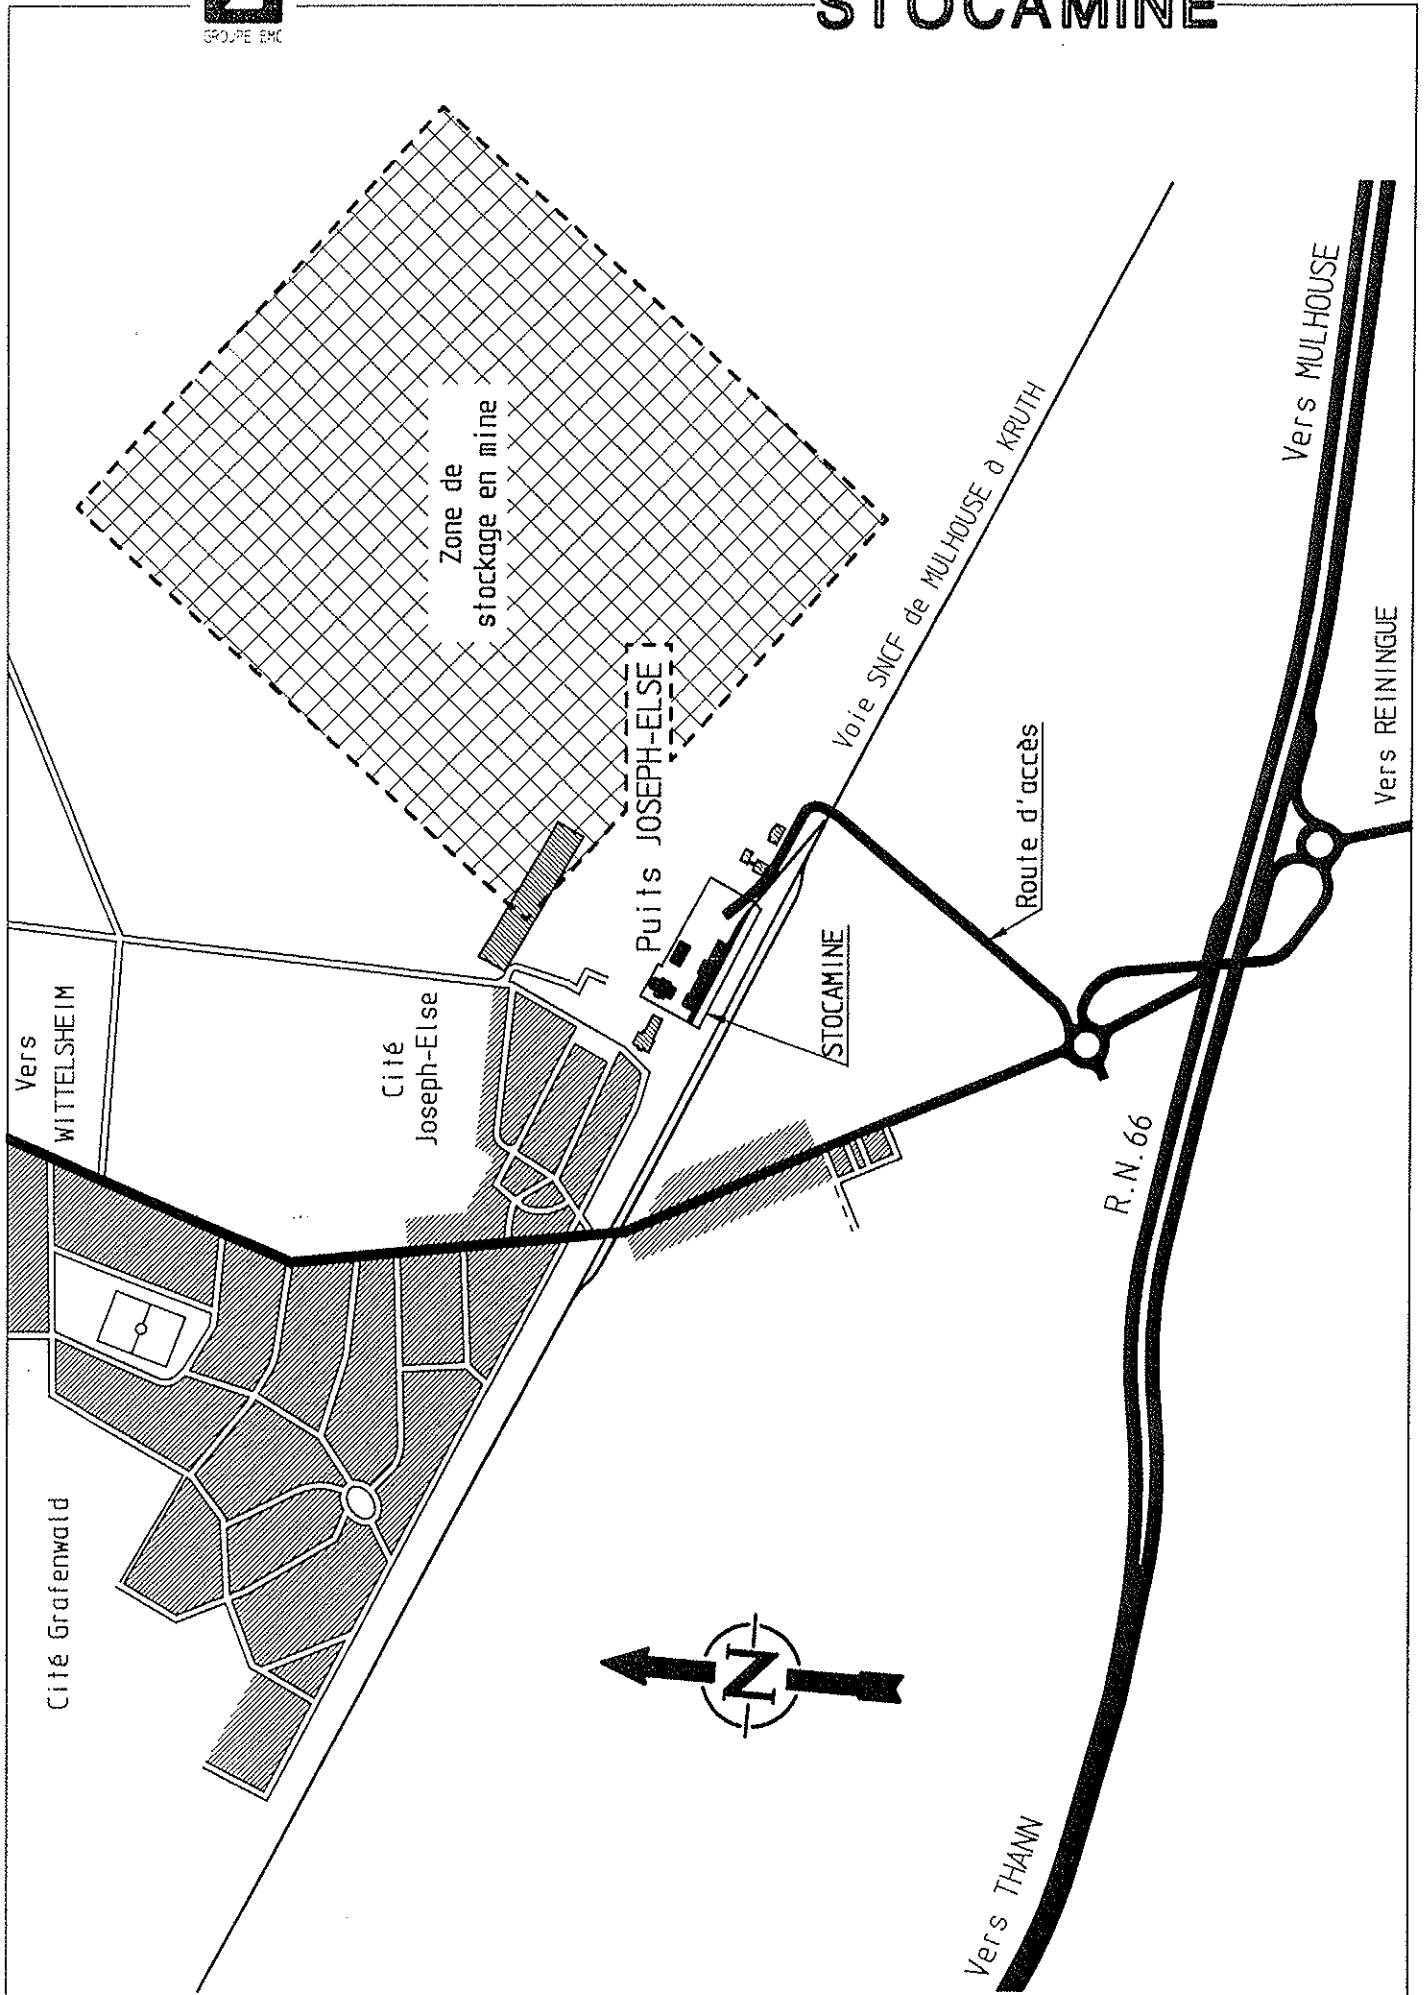 GROUPE EMC
STOCAMINE
Zone de
stockage en mine
Puits JOSEPH-ELSE
Voie SNCF de MULHOUSE à KRUTH
Vers MULHOUSE
Vers REININGUE
Route d'accès
STOCAMINE
Vers
WITTELSHEIM
Cité
Joseph-Else
R.N.66
Cité Grafenwald
N
Vers THANN